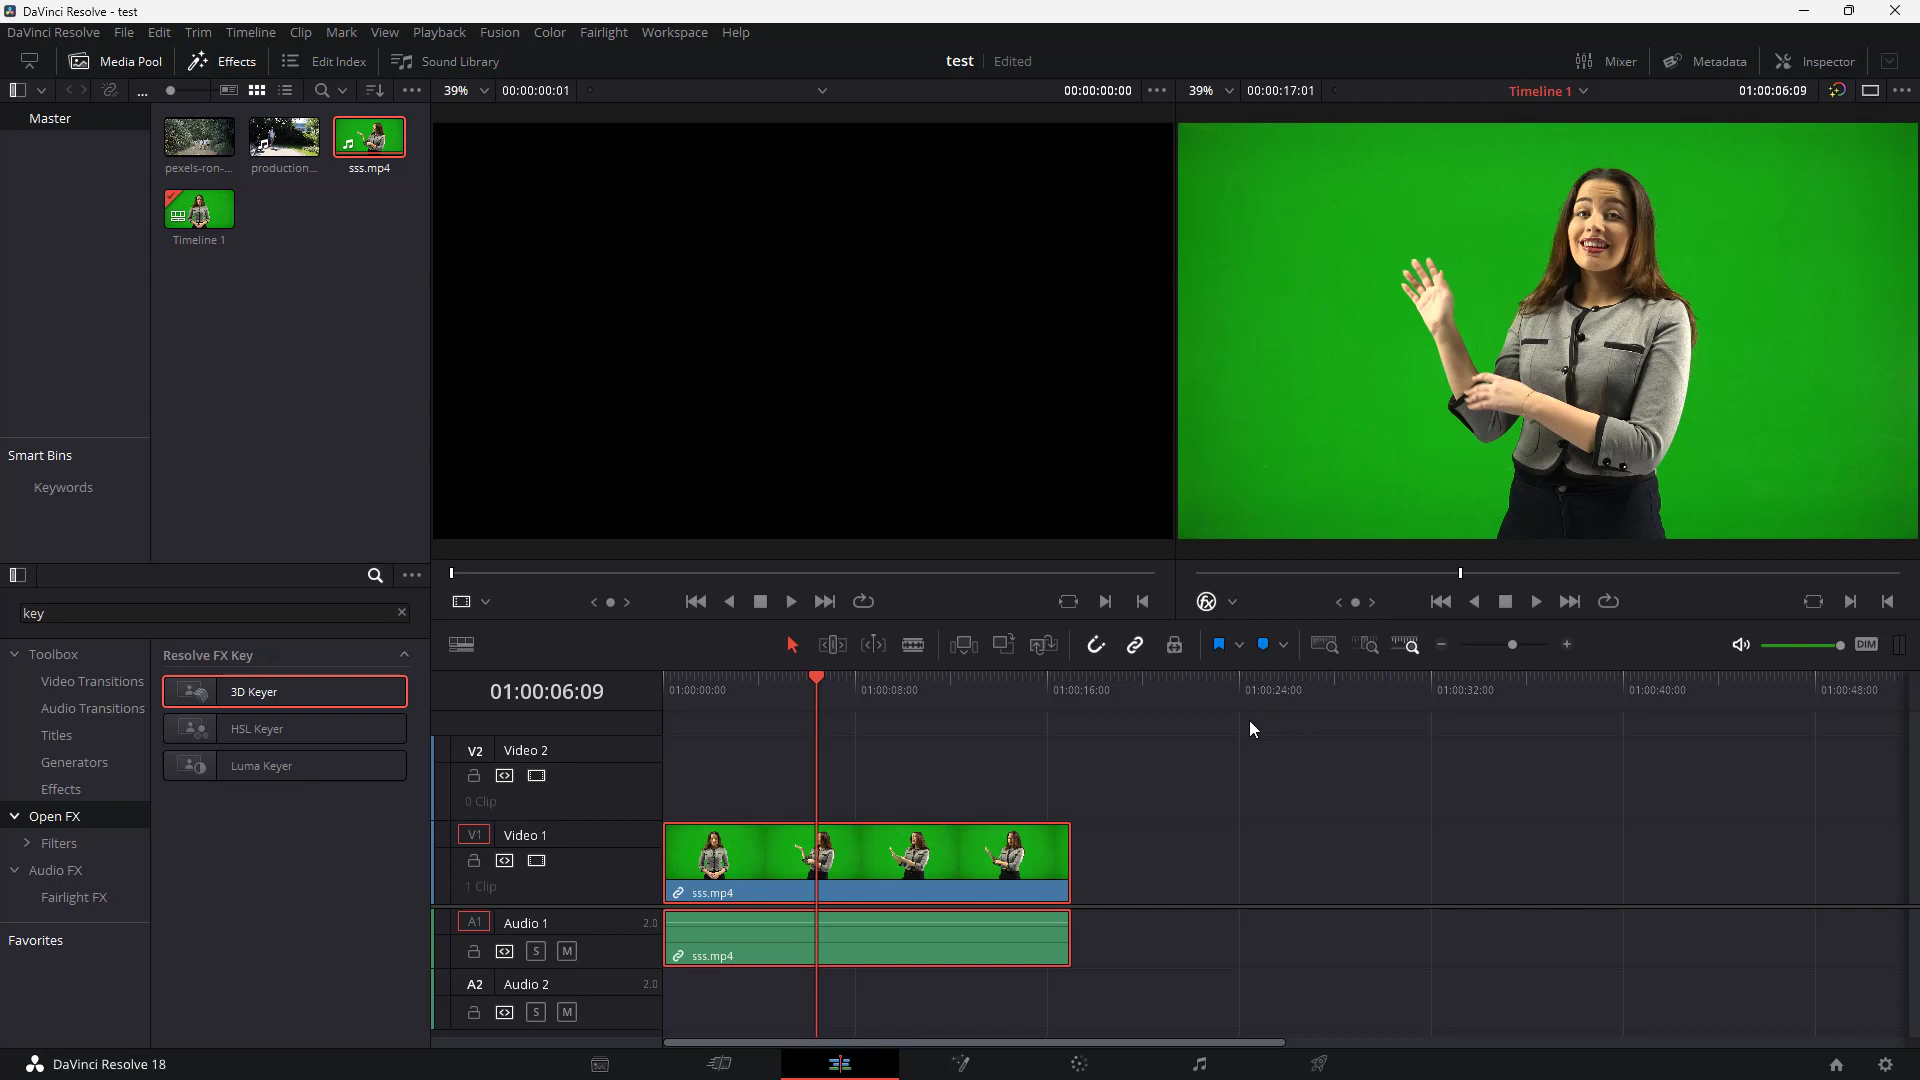 DaVinci Resolve - test
DaVinci Resolve File Edit Trim Timeline Clip Mark View Playback Fusion Color Fairlight Workspace Help
Media Pool Effects Edit Index Sound Library test Edited Mixer Metadata Inspector
... 39% 00:00:00:01 00:00:00:00 39% 00:00:17:01 Timeline 1 01:00:06:09
Master
pexels-ron-... production... sss.mp4
Timeline 1
Smart Bins
Keywords
key
Toolbox
Video Transitions
Audio Transitions
Titles
Generators
Effects
Open FX
Filters
Audio FX
Fairlight FX
Favorites
Resolve FX Key
3D Keyer
HSL Keyer
Luma Keyer
fx
DIM
01:00:06:09 01:00:00:00 01:00:08:00 01:00:16:00 01:00:24:00 01:00:32:00 01:00:40:00 01:00:48:00
V2 Video 2
0 Clip
V1 Video 1
1 Clip
sss.mp4
A1 Audio 1 2.0
S M
sss.mp4
A2 Audio 2 2.0
S M
DaVinci Resolve 18